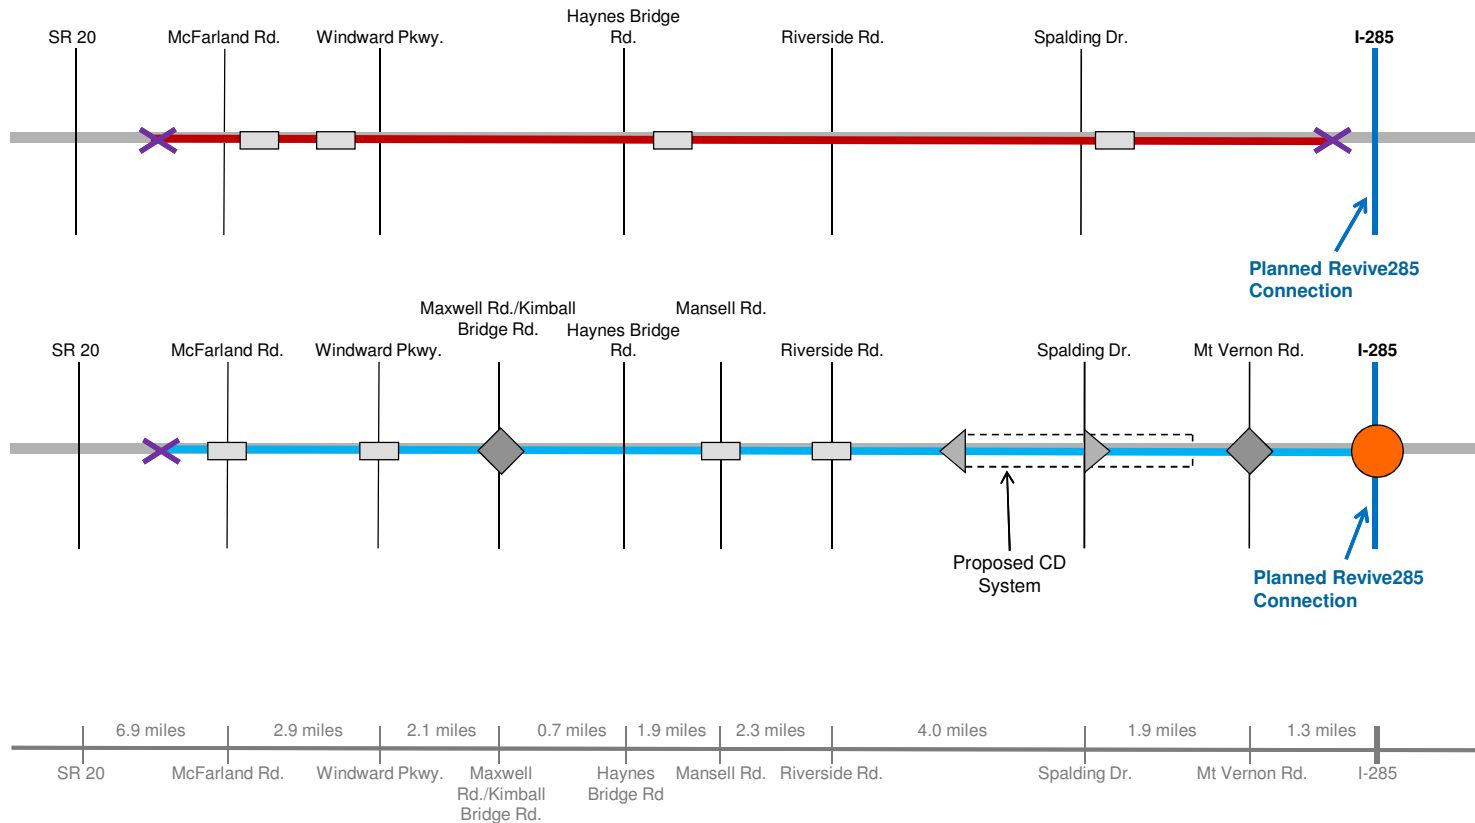 SR 20
McFarland Rd.
Windward Pkwy.
Haynes Bridge
Rd.
Riverside Rd.
Spalding Dr.
I-285
Planned Revive285
Connection
SR 20
McFarland Rd.
Windward Pkwy.
Maxwell Rd./Kimball
Bridge Rd.
Haynes Bridge
Rd.
Mansell Rd.
Riverside Rd.
Spalding Dr.
Mt Vernon Rd.
I-285
Proposed CD
System
Planned Revive285
Connection
6.9 miles
2.9 miles
2.1 miles
0.7 miles
1.9 miles
2.3 miles
4.0 miles
1.9 miles
1.3 miles
SR 20
McFarland Rd.
Windward Pkwy.
Maxwell
Rd./Kimball
Bridge Rd.
Haynes
Bridge Rd
Mansell Rd.
Riverside Rd.
Spalding Dr.
Mt Vernon Rd.
I-285